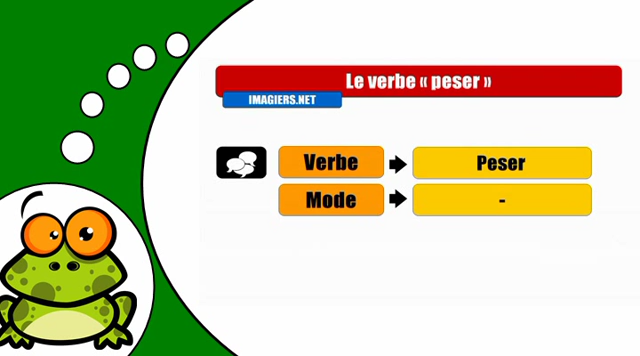 Le verbe « peser »
IMAGIERS.NET
Verbe
Peser
Mode
-